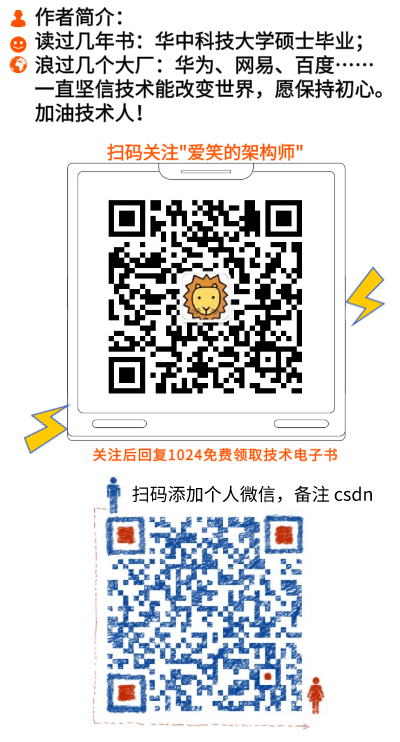 作者简介：
读过几年书：华中科技大学硕士毕业；
浪过几个大厂：华为、网易、百度……
一直坚信技术能改变世界，愿保持初心。
加油技术人！
扫码关注"爱笑的架构师"
关注后回复1024免费领取技术电子书
扫码添加个人微信，备注 csdn